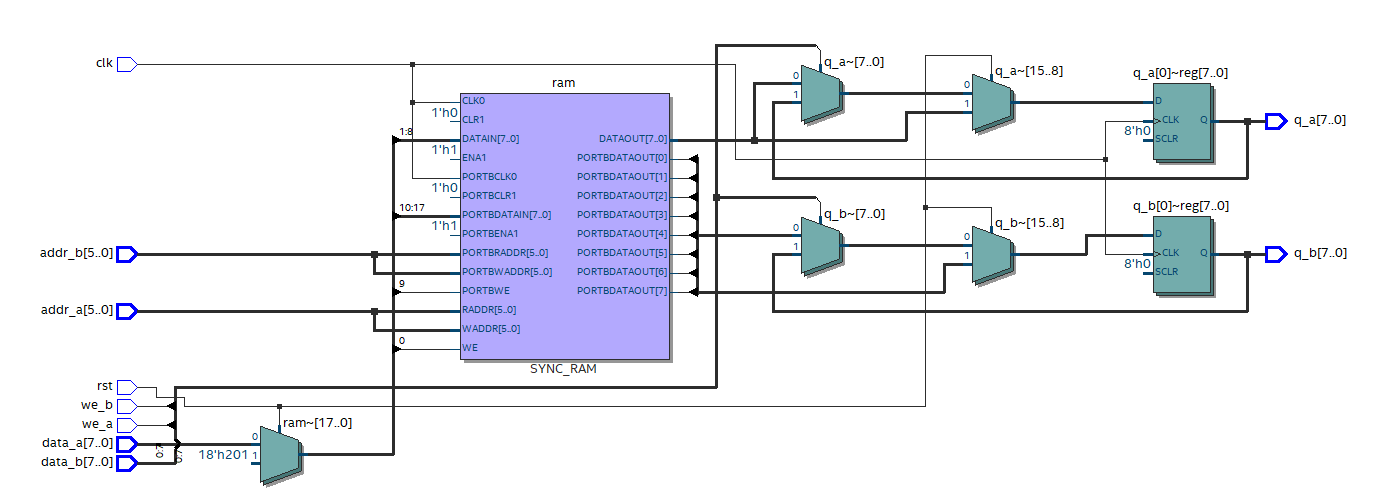 clk
ram
CLK0
1'h0
CLR1
1:8
DATAIN[7..0]
1'h1
ENA1
PORTBCLK0
1'h0
PORTBCLR1
10:17
PORTBDATAIN[7..0]
1'h1
PORTBENA1
addr_b[5..0]
PORTBRADDR[5..0]
PORTBWADDR[5..0]
9
PORTBWE
addr_a[5..0]
RADDR[5..0]
WADDR[5..0]
0
WE
DATAOUT[7..0]
PORTBDATAOUT[0]
PORTBDATAOUT[1]
PORTBDATAOUT[2]
PORTBDATAOUT[3]
PORTBDATAOUT[4]
PORTBDATAOUT[5]
PORTBDATAOUT[6]
PORTBDATAOUT[7]
SYNC_RAM
q_a~[7..0]
0
1
q_a~[15..8]
0
1
q_a[0]~reg[7..0]
D
CLK
Q
8'h0
SCLR
q_a[7..0]
q_b~[7..0]
0
1
q_b~[15..8]
0
1
q_b[0]~reg[7..0]
D
CLK
Q
8'h0
SCLR
q_b[7..0]
rst
we_b
we_a
data_a[7..0]
data_b[7..0]
0:7
ram~[17..0]
0
18'h201
1